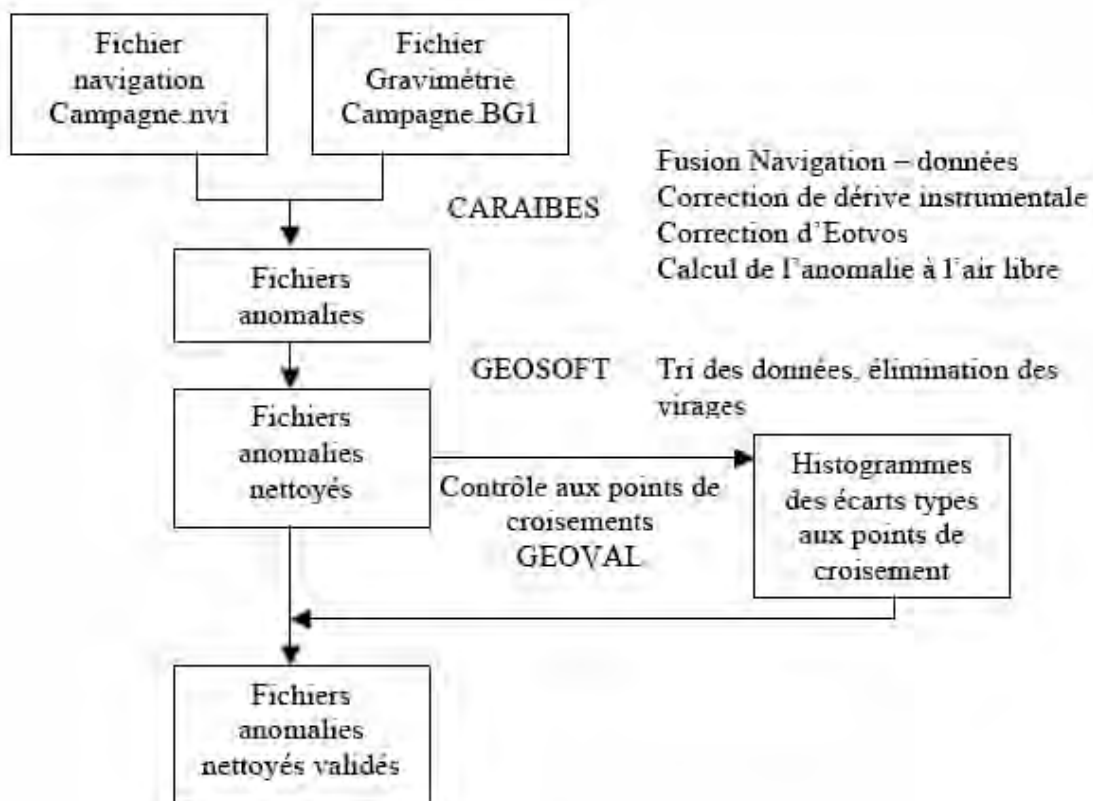 Fichier
navigation
Campagne.nvi
Fichier
Gravimétrie
Campagne.BG1
CARAIBES
Fusion Navigation – données
Correction de dérive instrumentale
Correction d'Eotvos
Calcul de l'anomalie à l'air libre
Fichiers
anomalies
GEOSOFT
Tri des données, élimination des
virages
Fichiers
anomalies
nettoyés
Contrôle aux points de
croisements
GEOVAL
Histogrammes
des écarts types
aux points de
croisement
Fichiers
anomalies
nettoyés validés